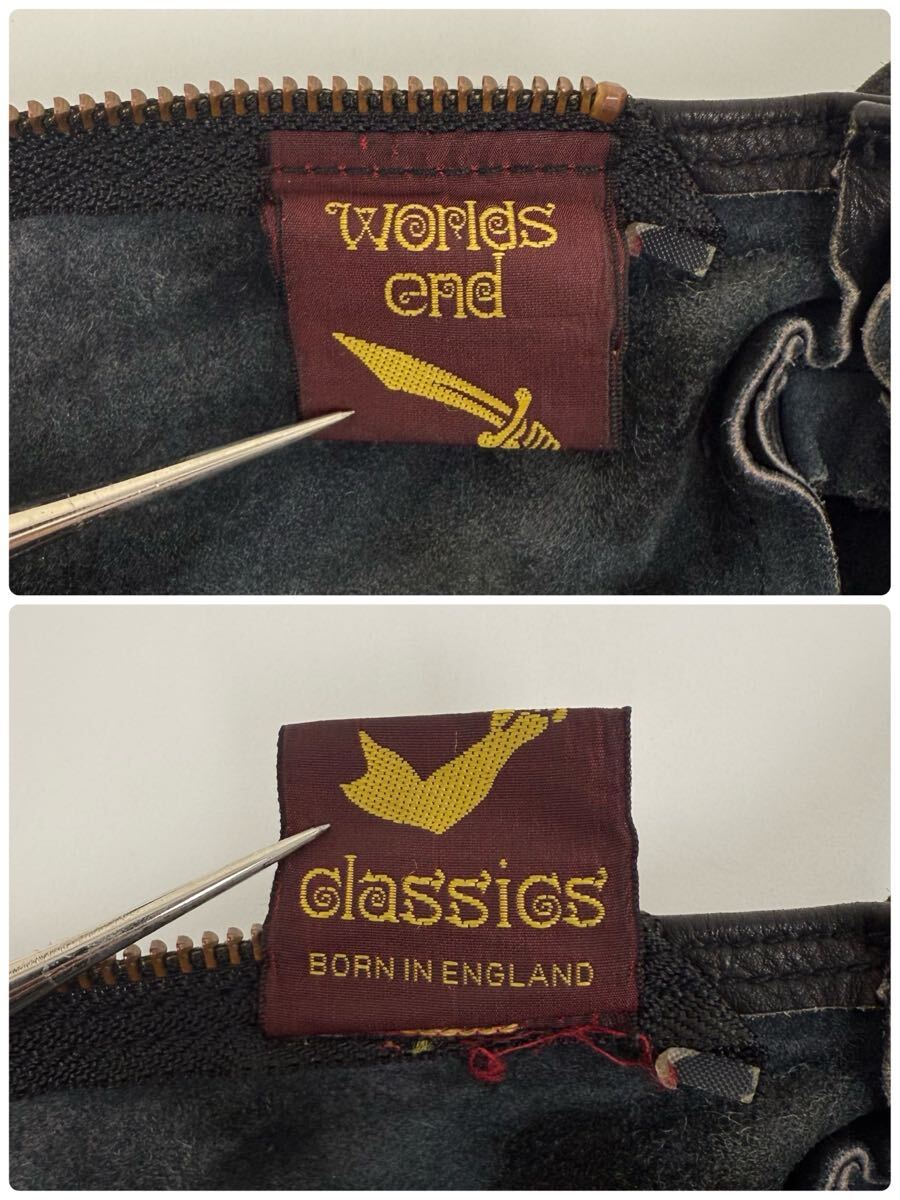 worlds
end
classics
BORN IN ENGLAND